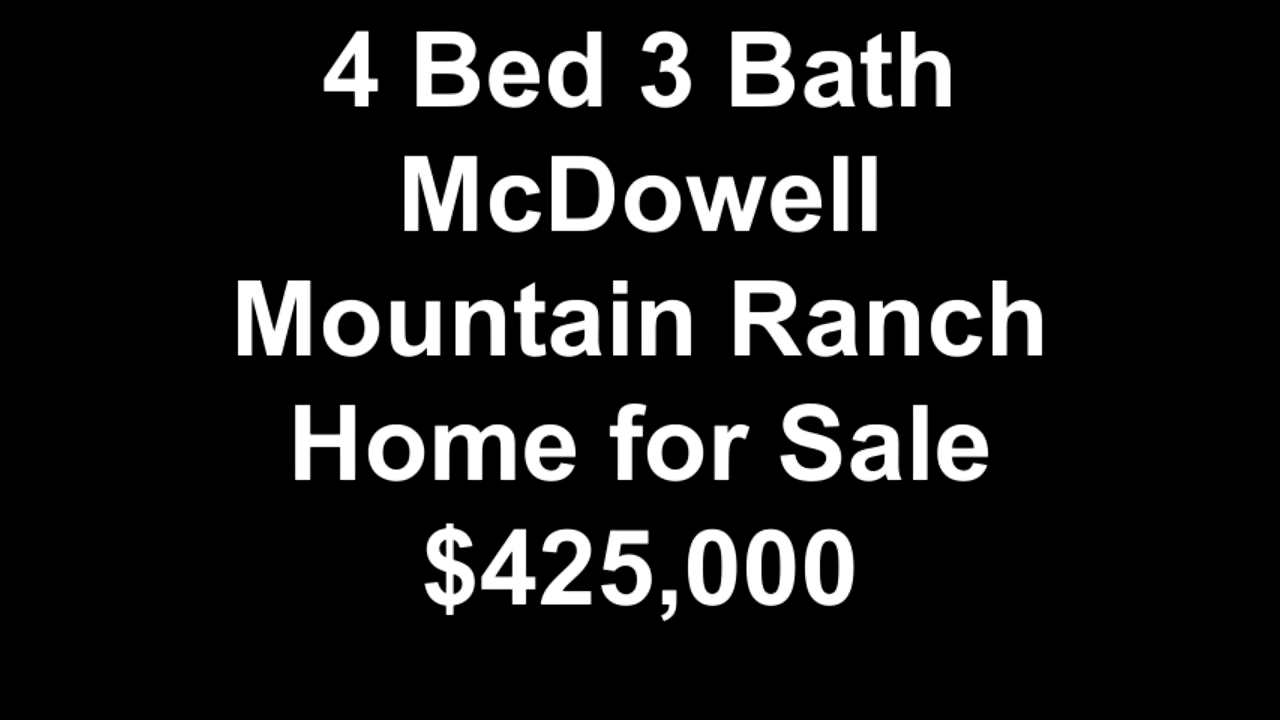 4 Bed 3 Bath
McDowell
Mountain Ranch
Home for Sale
$425,000